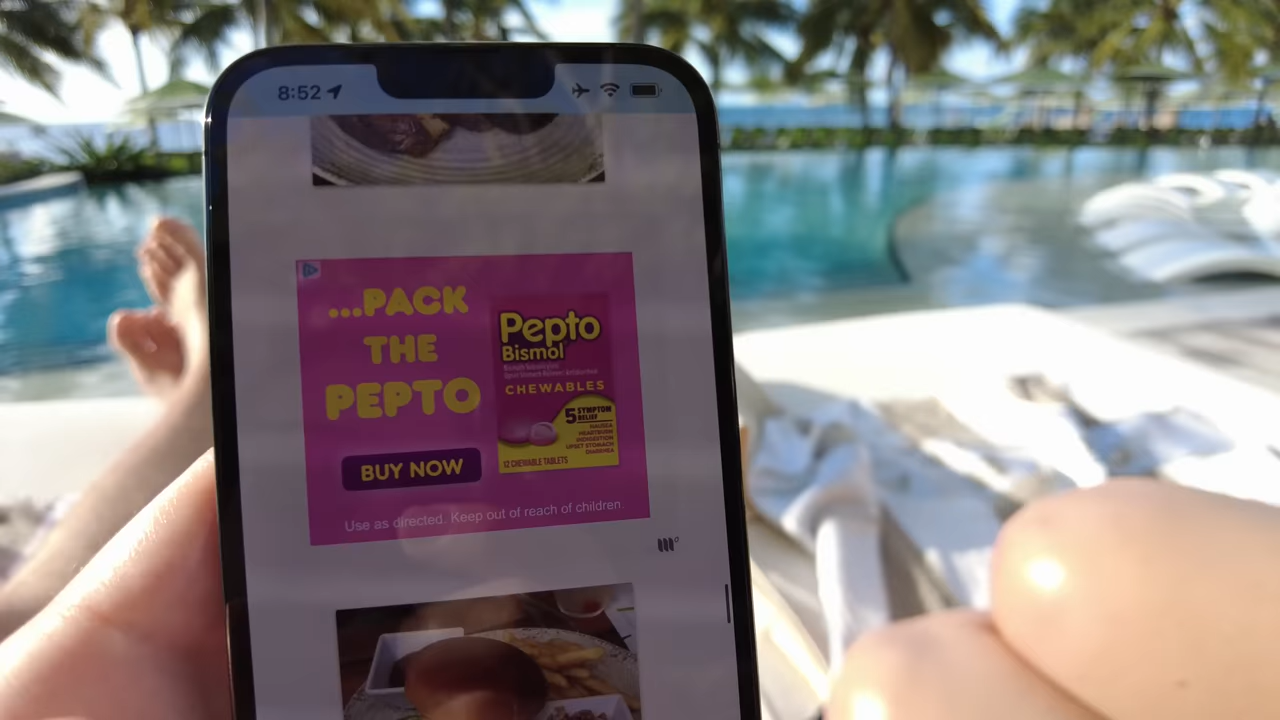 8:52
...PACK
THE
PEPTO
Pepto
Bismol
CHEWABLES
5 SYMPTOM
RELIEF
NAUSEA
HEARTBURN
INDIGESTION
UPSET STOMACH
DIARRHEA
12 CHEWABLE TABLETS
BUY NOW
Use as directed. Keep out of reach of children.